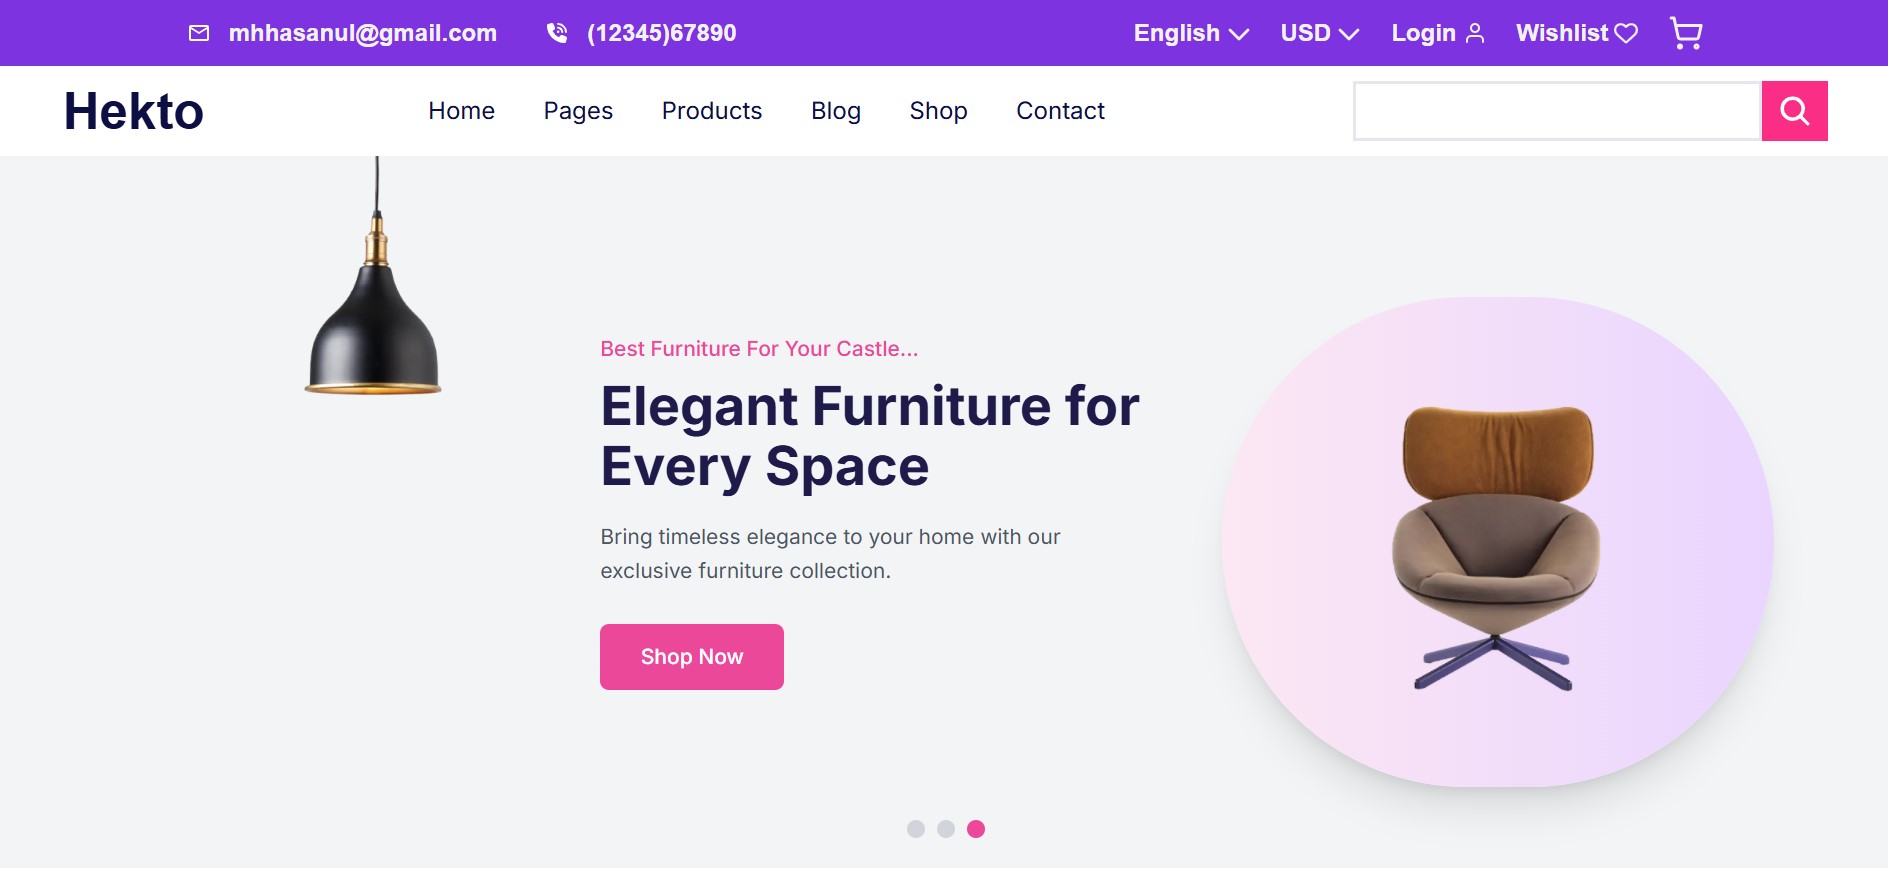 mhhasanul@gmail.com (12345)67890 English USD Login Wishlist
Hekto Home Pages Products Blog Shop Contact
Best Furniture For Your Castle...
Elegant Furniture for
Every Space
Bring timeless elegance to your home with our
exclusive furniture collection.
Shop Now